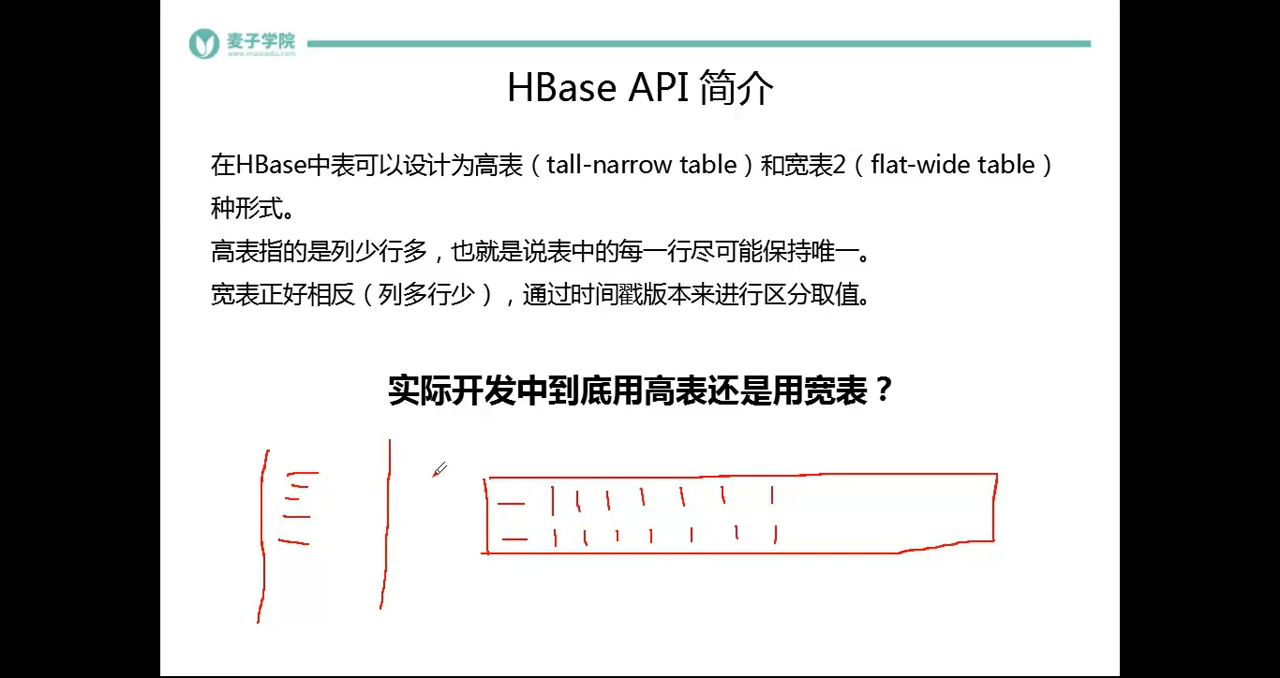 麦子学院
www.maiziedu.com
HBase API 简介
在HBase中表可以设计为高表（tall-narrow table）和宽表2（flat-wide table）
种形式。
高表指的是列少行多，也就是说表中的每一行尽可能保持唯一。
宽表正好相反（列多行少），通过时间戳版本来进行区分取值。
实际开发中到底用高表还是用宽表？